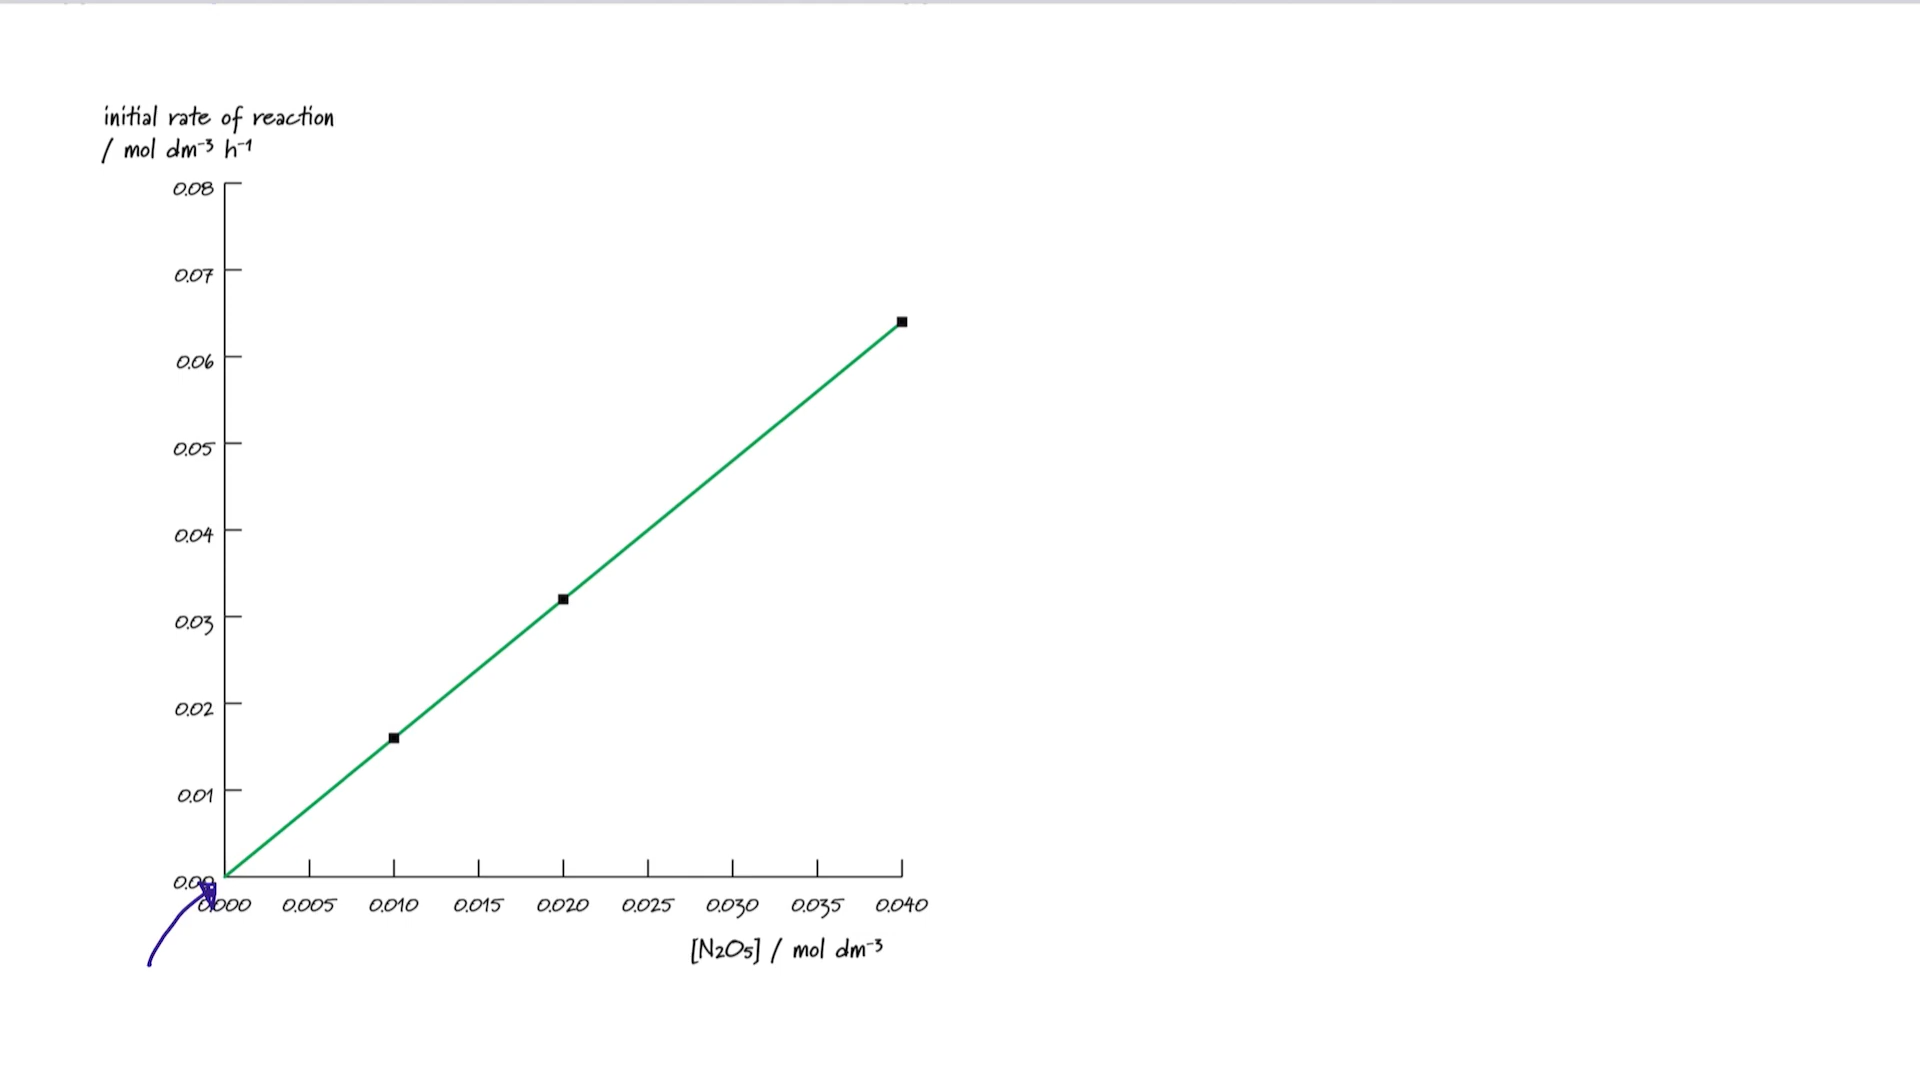 initial rate of reaction
/ mol dm⁻³ h⁻¹
0.08
0.07
0.06
0.05
0.04
0.03
0.02
0.01
0.00
0.000 0.005 0.010 0.015 0.020 0.025 0.030 0.035 0.040
[N₂O₅] / mol dm⁻³